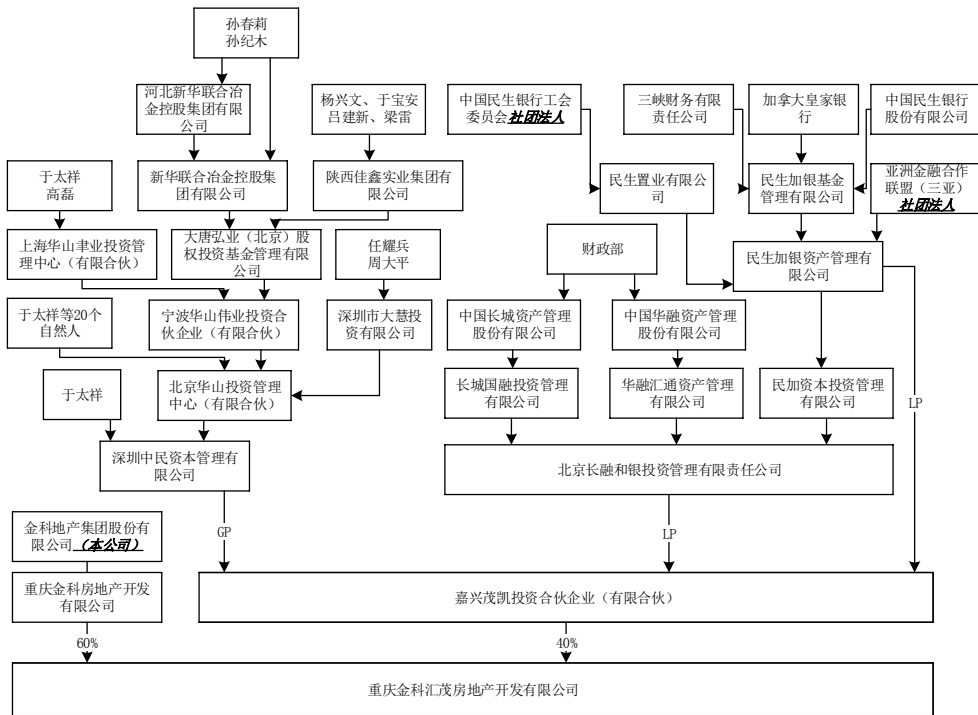 孙春莉
孙纪木
河北新华联合冶
金控股集团有限
公司
杨兴文、于宝安
吕建新、梁雷
中国民生银行工会
委员会社团法人
三峡财务有限
责任公司
加拿大皇家银
行
中国民生银行
股份有限公司
于太祥
高磊
新华联合冶金控股集
团有限公司
陕西佳鑫实业集团有
限公司
民生置业有限公
司
民生加银基金
管理有限公司
亚洲金融合作
联盟（三亚）
社团法人
上海华山聿业投资管
理中心（有限合伙）
大唐弘业（北京）股
权投资基金管理有限
公司
任耀兵
周大平
财政部
民生加银资产管理有
限公司
于太祥等20个
自然人
宁波华山伟业投资合
伙企业（有限合伙）
深圳市大慧投
资有限公司
中国长城资产管理
股份有限公司
中国华融资产管理
股份有限公司
于太祥
北京华山投资管理
中心（有限合伙）
长城国融投资管理
有限公司
华融汇通资产管理
有限公司
民加资本投资管理
有限公司
LP
深圳中民资本管理有
限公司
北京长融和银投资管理有限责任公司
金科地产集团股份有
限公司（本公司）
GP
LP
重庆金科房地产开发
有限公司
嘉兴茂凯投资合伙企业（有限合伙）
60%
40%
重庆金科汇茂房地产开发有限公司